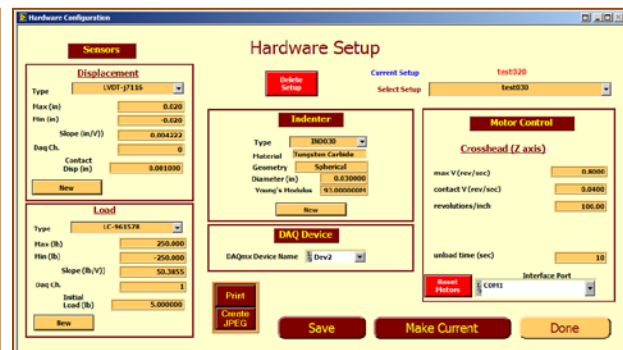 Hardware Configuration
Hardware Setup
Sensors
Displacement
Type LVDT-J7116
Max (in) 0.020
Min (in) -0.020
Slope (in/V)) 0.004222
Daq Ch. 0
Contact Disp (in) 0.001000
New
Load
Type LC-961578
Max (lb) 250.000
Min (lb) -250.000
Slope (lb/V)) 50.3855
Daq Ch. 1
Initial Load (lb) 5.000000
New
Delete Setup
Current Setup test020
Select Setup test030
Indenter
Type IND030
Material Tungsten Carbide
Geometry Spherical
Diameter (in) 0.030000
Young's Modulus 93.000000M
New
DAQ Device
DAQmx Device Name Dev2
Print
Create JPEG
Motor Control
Crosshead (Z axis)
max V (rev/sec) 0.8000
contact V (rev/sec) 0.0400
revolutions/inch 100.00
unload time (sec) 10
Reset Motors
Interface Port
COM1
Save
Make Current
Done